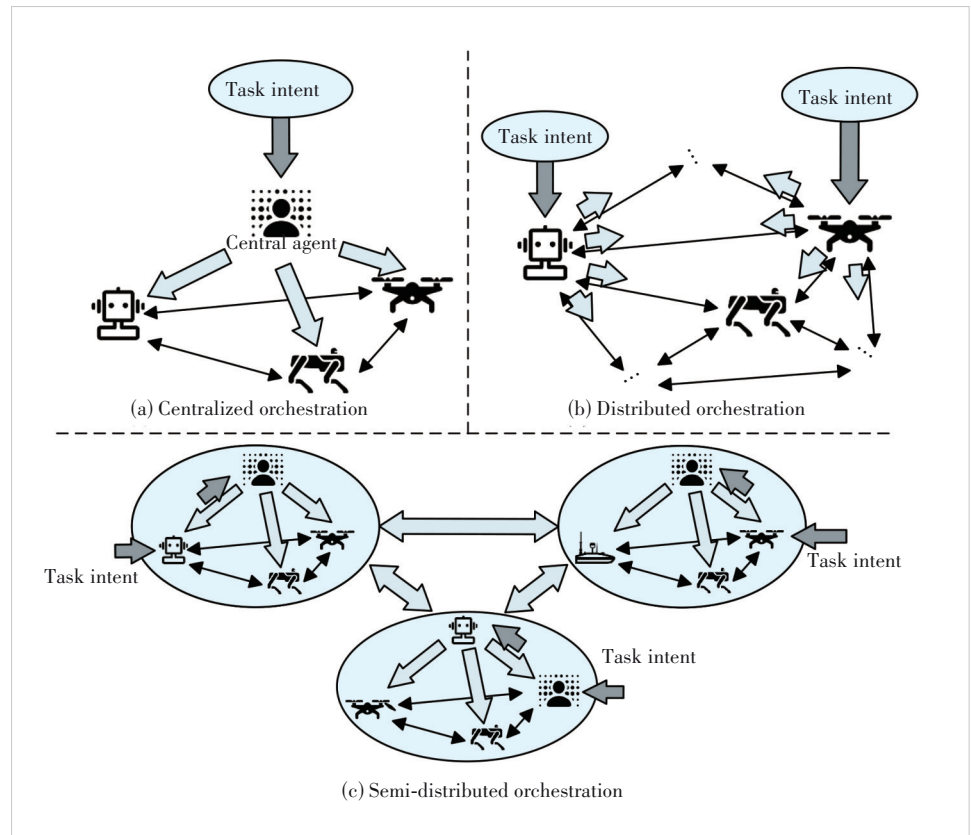 Task intent
Central agent
(a) Centralized orchestration
Task intent
Task intent
(b) Distributed orchestration
Task intent
Task intent
Task intent
(c) Semi-distributed orchestration